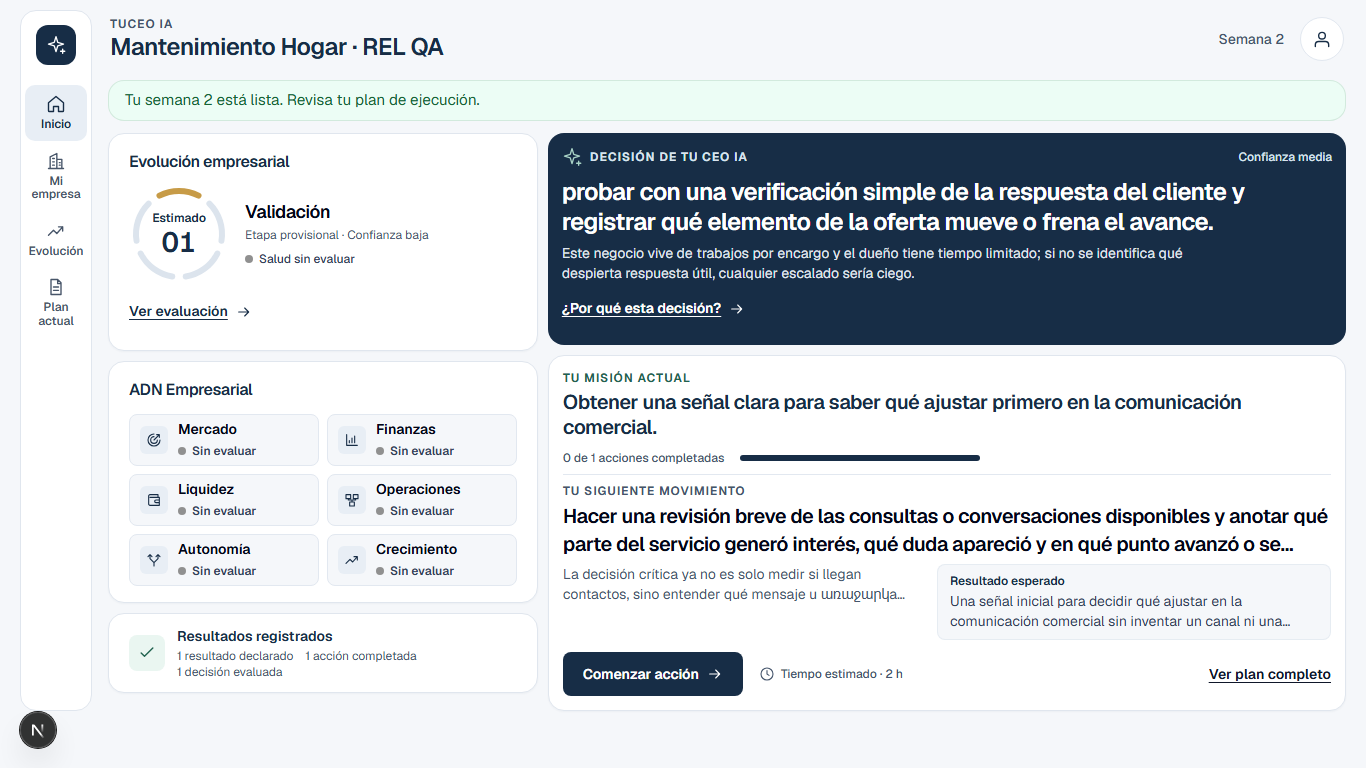 TUCEO IA
Mantenimiento Hogar · REL QA
Semana 2
Inicio
Mi
empresa
Evolución
Plan
actual
Tu semana 2 está lista. Revisa tu plan de ejecución.
Evolución empresarial
Estimado
01
Validación
Etapa provisional · Confianza baja
Salud sin evaluar
Ver evaluación →
ADN Empresarial
Mercado
Sin evaluar
Finanzas
Sin evaluar
Liquidez
Sin evaluar
Operaciones
Sin evaluar
Autonomía
Sin evaluar
Crecimiento
Sin evaluar
Resultados registrados
1 resultado declarado 1 acción completada
1 decisión evaluada
DECISIÓN DE TU CEO IA
Confianza media
probar con una verificación simple de la respuesta del cliente y
registrar qué elemento de la oferta mueve o frena el avance.
Este negocio vive de trabajos por encargo y el dueño tiene tiempo limitado; si no se identifica qué
despierta respuesta útil, cualquier escalado sería ciego.
¿Por qué esta decisión? →
TU MISIÓN ACTUAL
Obtener una señal clara para saber qué ajustar primero en la comunicación
comercial.
0 de 1 acciones completadas
TU SIGUIENTE MOVIMIENTO
Hacer una revisión breve de las consultas o conversaciones disponibles y anotar qué
parte del servicio generó interés, qué duda apareció y en qué punto avanzó o se...
La decisión crítica ya no es solo medir si llegan
contactos, sino entender qué mensaje u առաջարկա...
Resultado esperado
Una señal inicial para decidir qué ajustar en la
comunicación comercial sin inventar un canal ni una...
Comenzar acción →
Tiempo estimado · 2 h
Ver plan completo
N